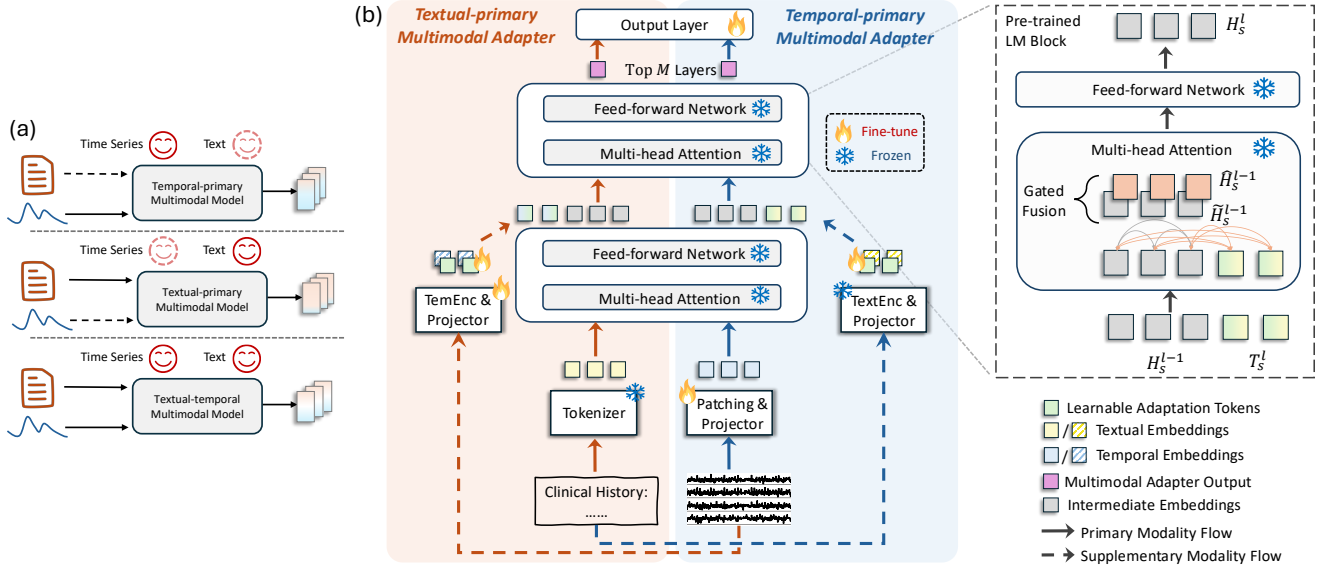 (a)
Time Series
Text
Temporal-primary
Multimodal Model
Time Series
Text
Textual-primary
Multimodal Model
Time Series
Text
Textual-temporal
Multimodal Model
(b)
Textual-primary
Multimodal Adapter
Output Layer
Temporal-primary
Multimodal Adapter
Top M Layers
Feed-forward Network
Multi-head Attention
Fine-tune
Frozen
Feed-forward Network
Multi-head Attention
TemEnc &
Projector
TextEnc &
Projector
Tokenizer
Patching &
Projector
Clinical History:
......
Pre-trained
LM Block
H_s^l
Feed-forward Network
Multi-head Attention
Gated
Fusion
Ĥ_s^{l-1}
H̃_s^{l-1}
H_s^{l-1}
T_s^l
Learnable Adaptation Tokens
/ Textual Embeddings
/ Temporal Embeddings
Multimodal Adapter Output
Intermediate Embeddings
Primary Modality Flow
Supplementary Modality Flow